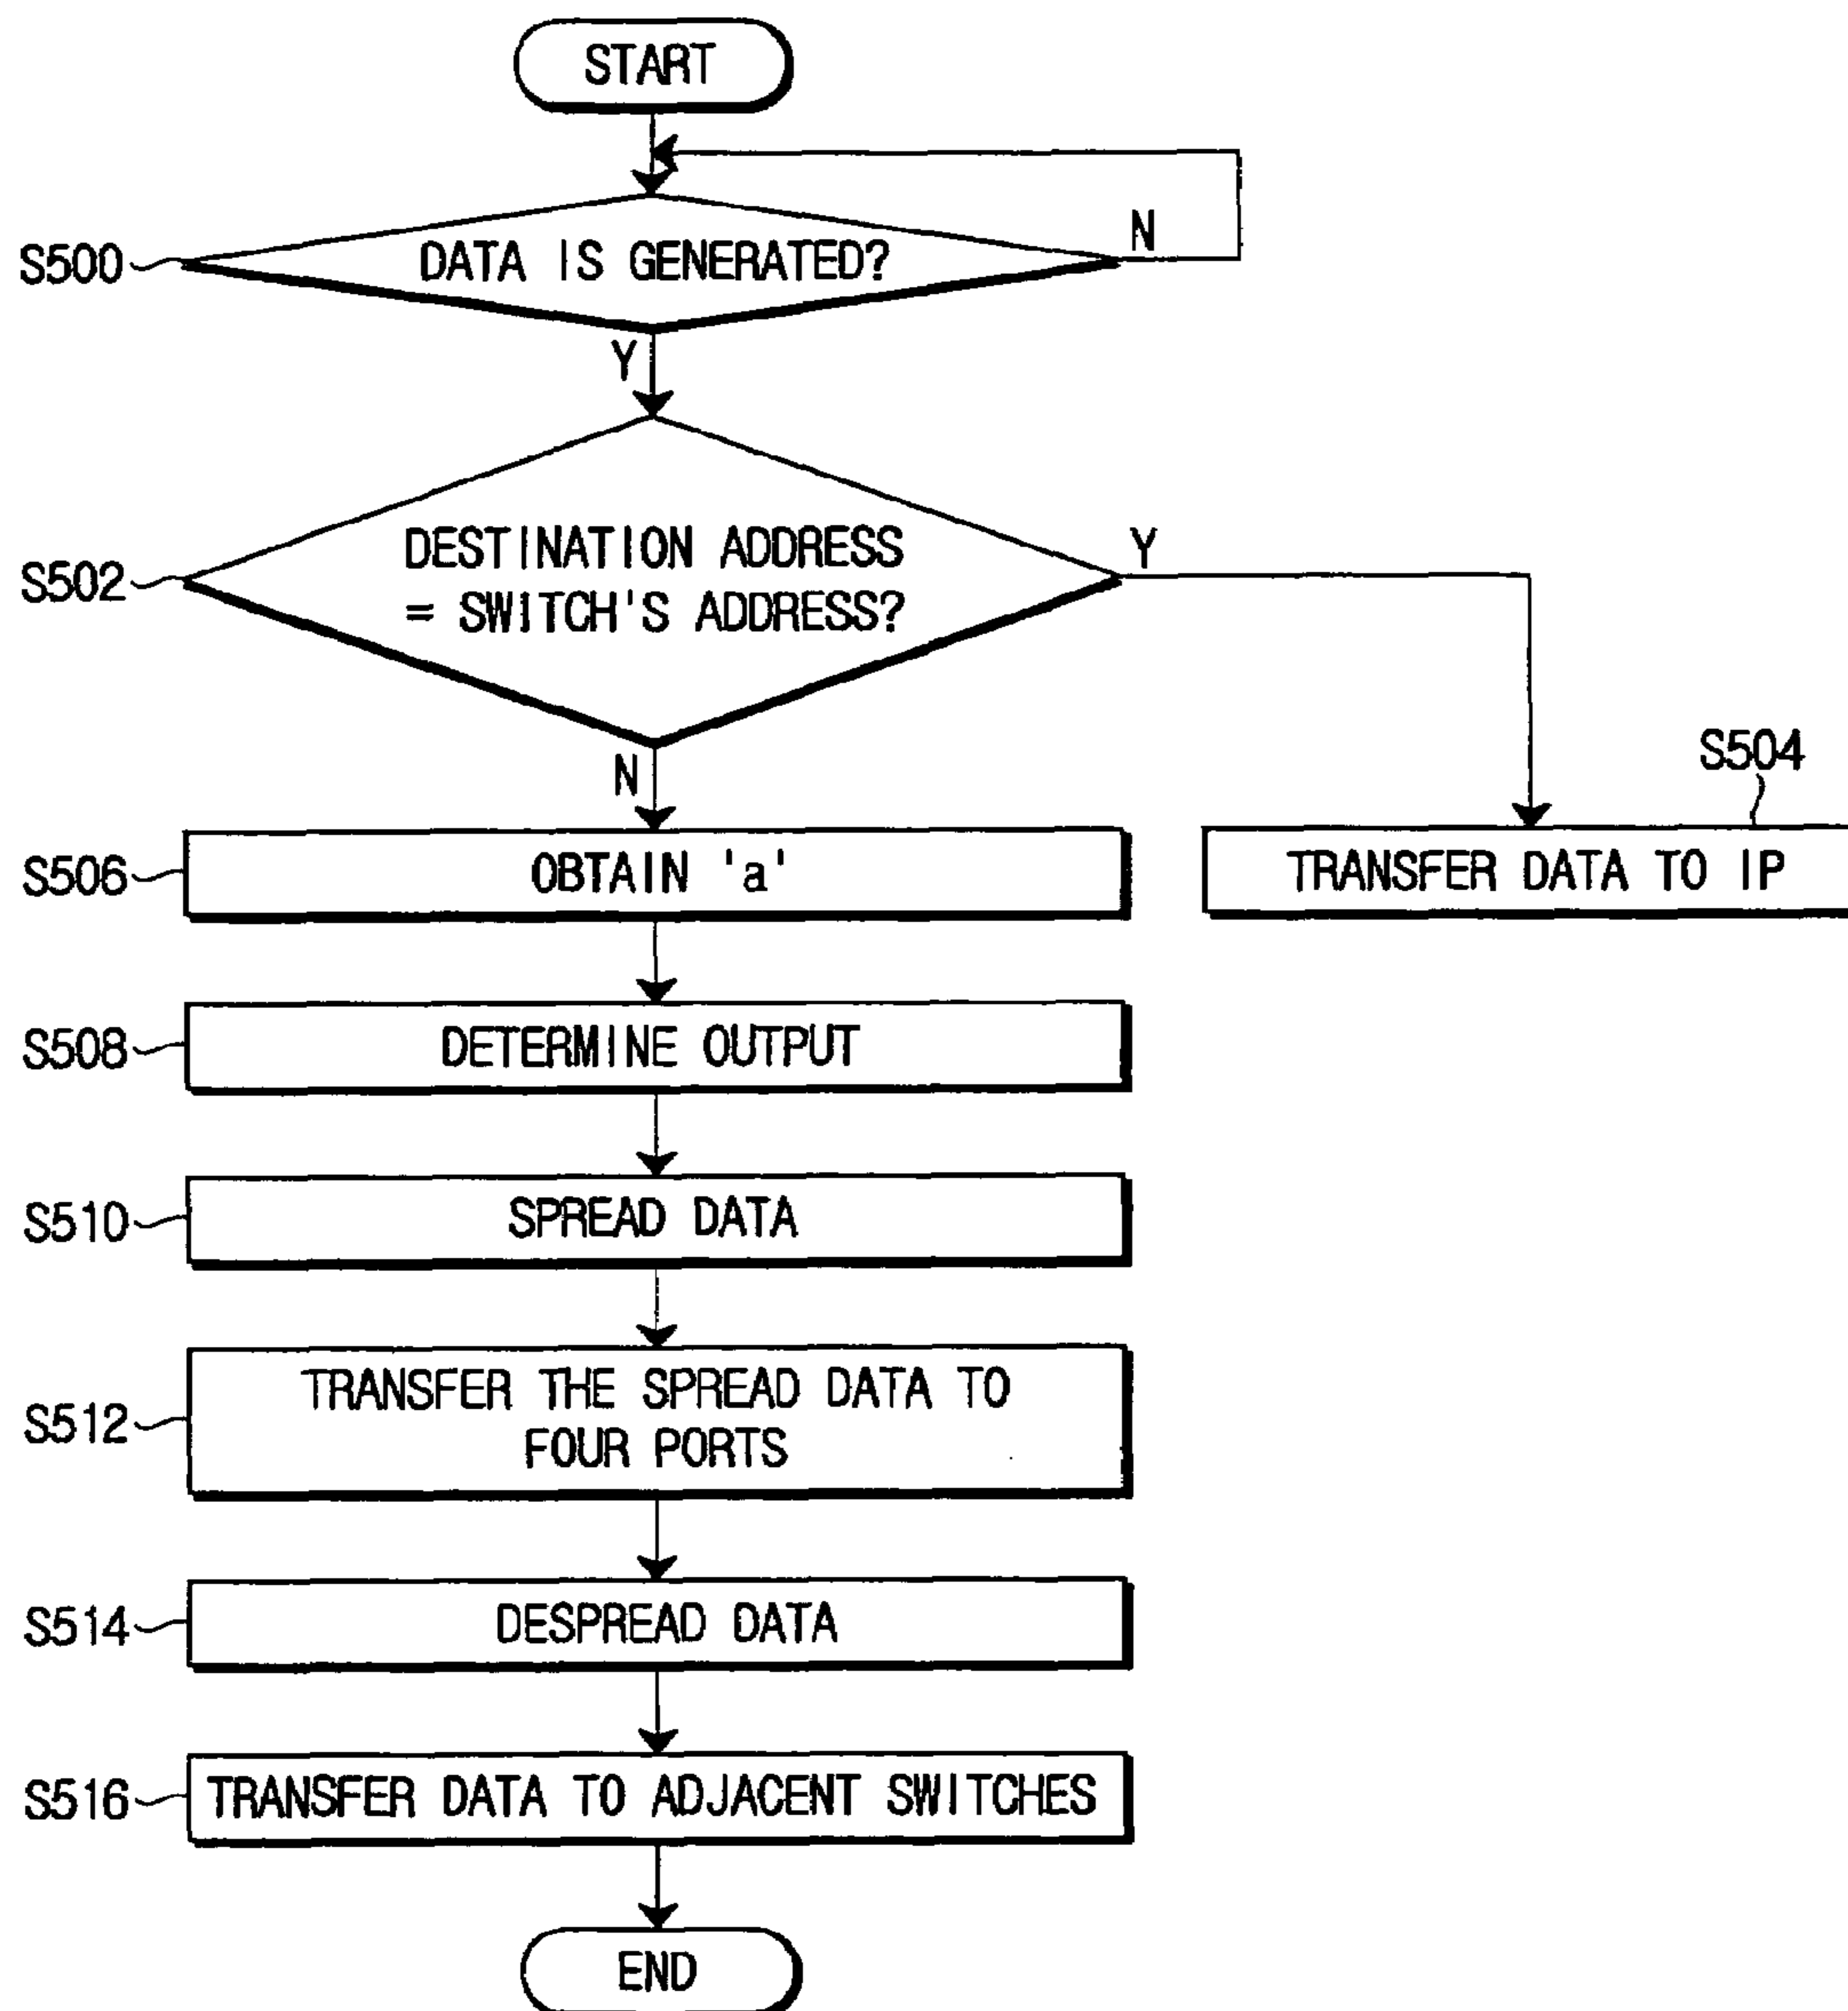 START
S500
DATA IS GENERATED?
N
Y
S502
DESTINATION ADDRESS
= SWITCH'S ADDRESS?
Y
N
S504
S506
OBTAIN 'a'
TRANSFER DATA TO IP
S508
DETERMINE OUTPUT
S510
SPREAD DATA
S512
TRANSFER THE SPREAD DATA TO
FOUR PORTS
S514
DESPREAD DATA
S516
TRANSFER DATA TO ADJACENT SWITCHES
END